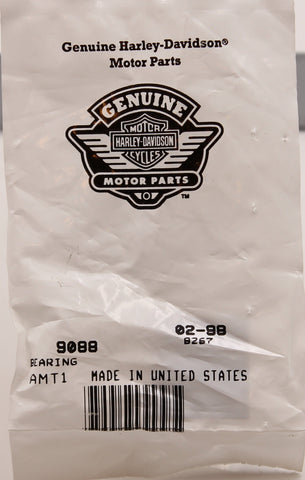 Genuine Harley-Davidson®
Motor Parts
GENUINE
MOTOR
HARLEY-DAVIDSON
CYCLES
MOTOR PARTS
TM
02-98
9088
8267
BEARING
AMT1 MADE IN UNITED STATES